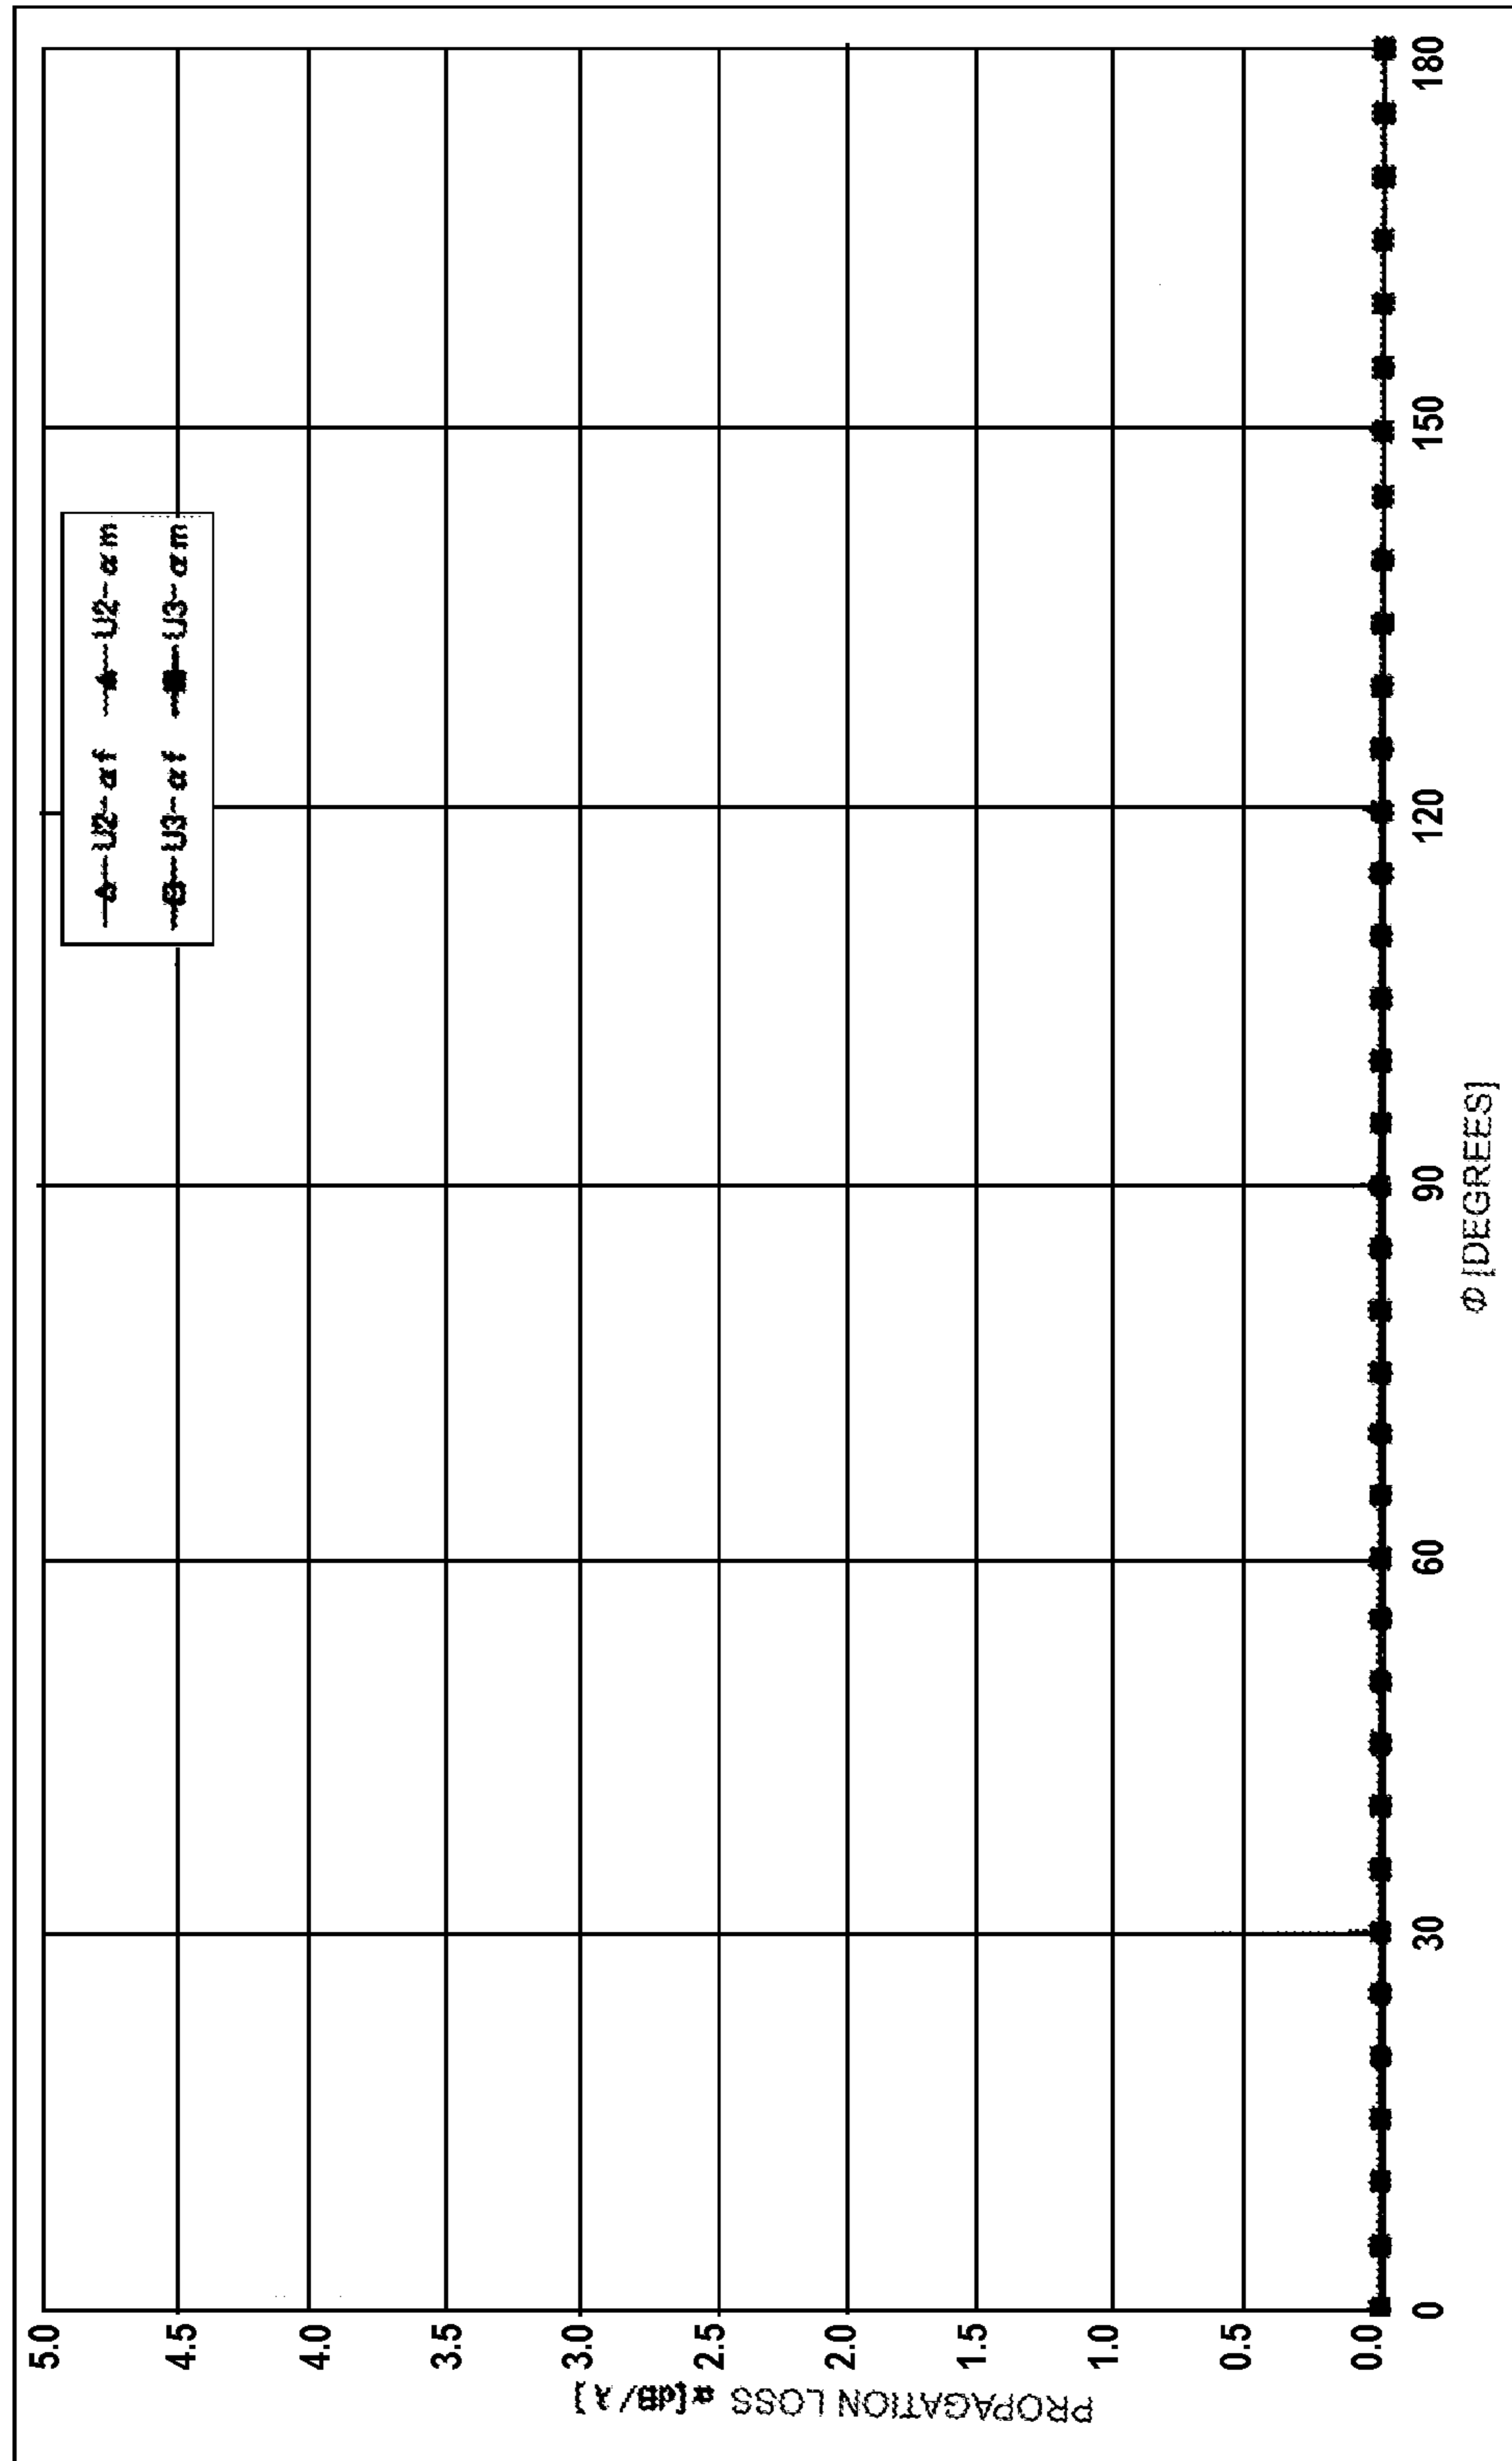 5.0
4.5
4.0
3.5
3.0
2.5
2.0
1.5
1.0
0.5
0.0
PROPAGATION LOSS α [dB/λ]
U2-αf U2-αm
U3-αf U3-αm
0 30 60 90 120 150 180
Φ [DEGREES]